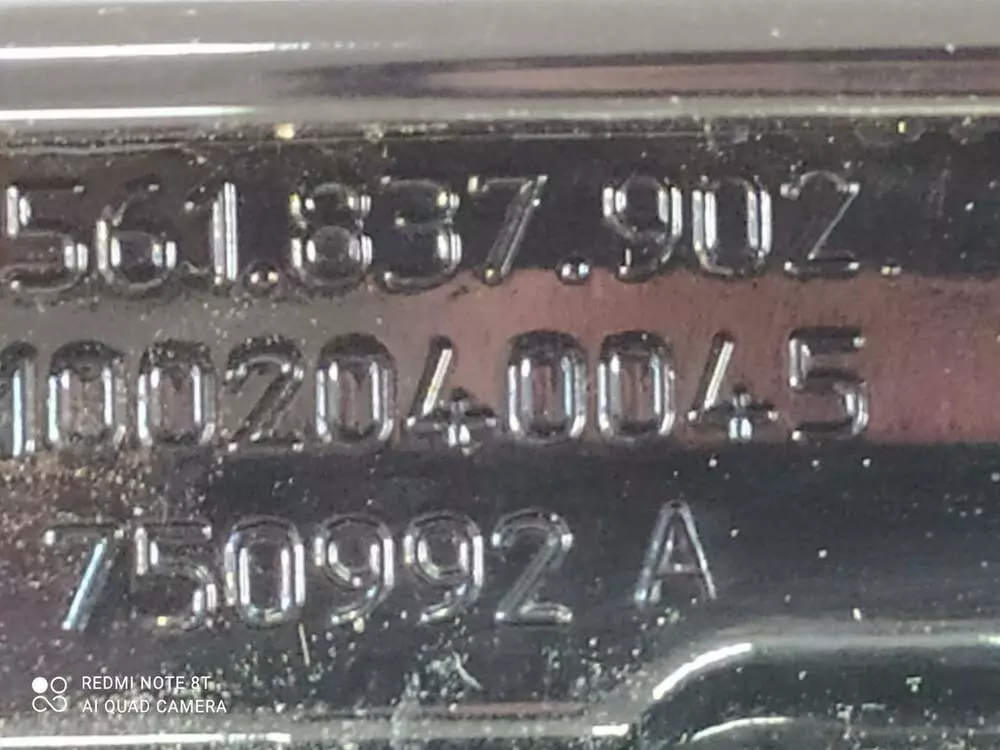 561.837.902.
1002040045
750992 A
REDMI NOTE 8T
AI QUAD CAMERA